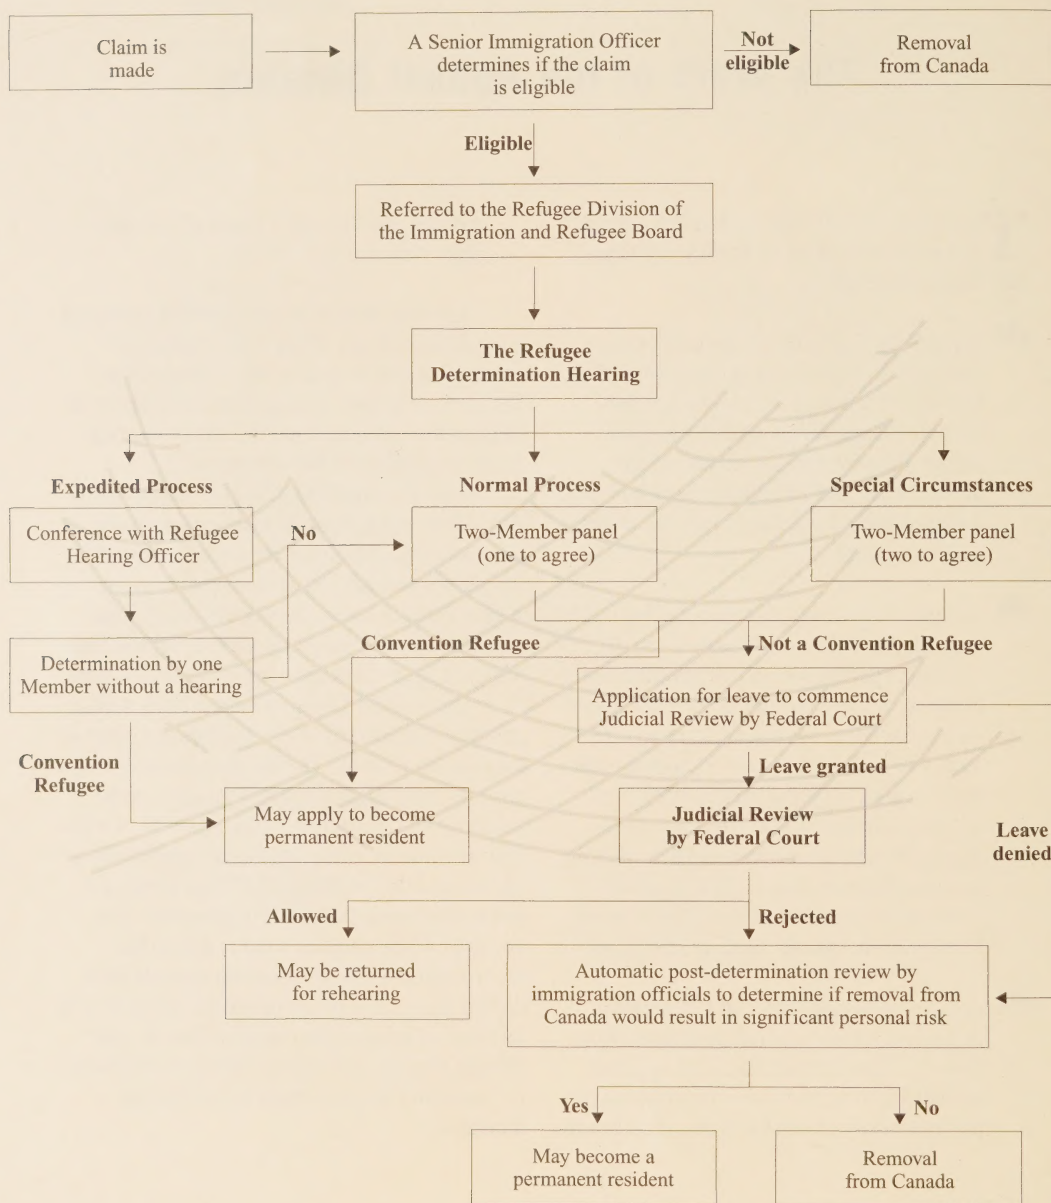 Claim is
made
A Senior Immigration Officer
determines if the claim
is eligible
Not
eligible
Removal
from Canada
Eligible
Referred to the Refugee Division of
the Immigration and Refugee Board
The Refugee
Determination Hearing
Expedited Process
Normal Process
Special Circumstances
Conference with Refugee
Hearing Officer
No
Two-Member panel
(one to agree)
Two-Member panel
(two to agree)
Determination by one
Member without a hearing
Convention Refugee
Not a Convention Refugee
Application for leave to commence
Judicial Review by Federal Court
Convention
Refugee
Leave granted
May apply to become
permanent resident
Judicial Review
by Federal Court
Leave
denied
Allowed
Rejected
May be returned
for rehearing
Automatic post-determination review by
immigration officials to determine if removal from
Canada would result in significant personal risk
Yes
No
May become a
permanent resident
Removal
from Canada